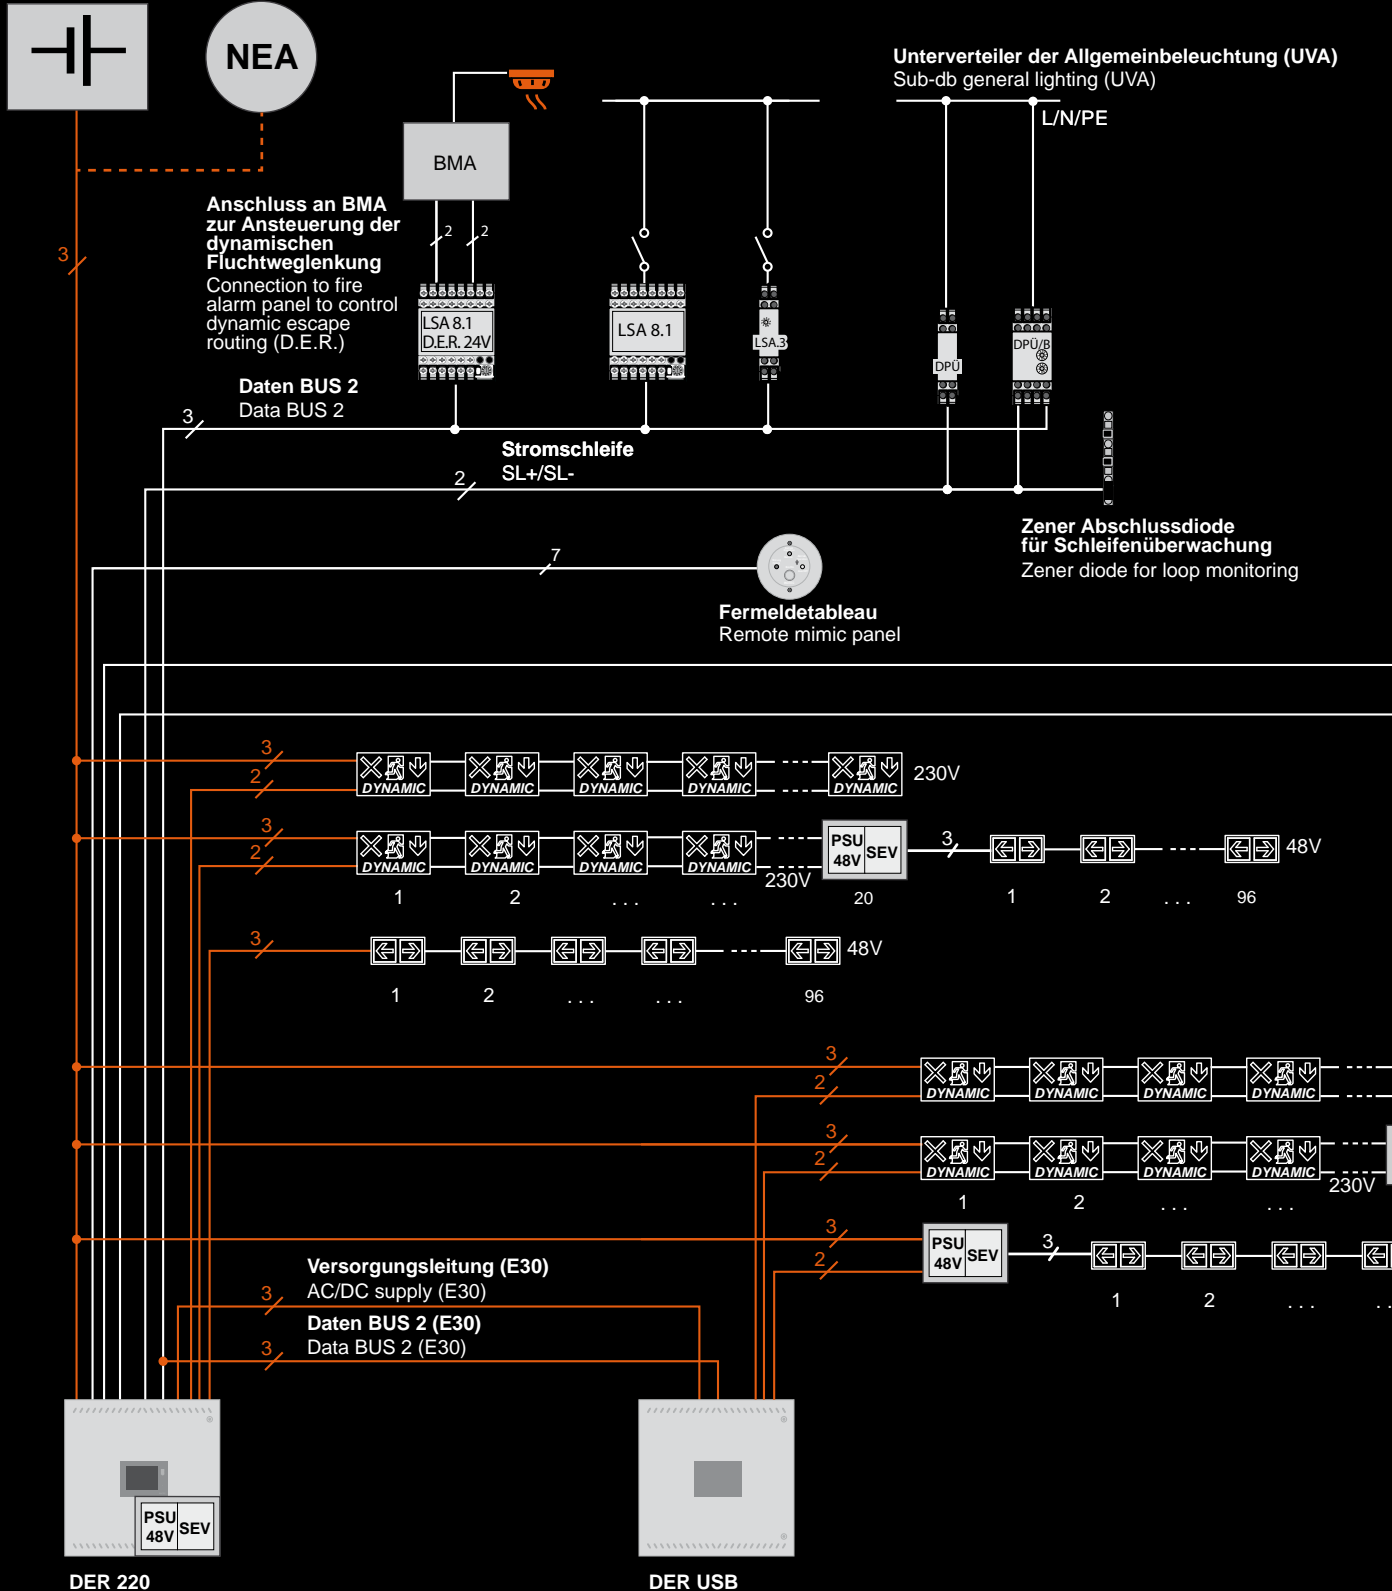 NEA
Unterverteiler der Allgemeinbeleuchtung (UVA)
Sub-db general lighting (UVA)
L/N/PE
BMA
Anschluss an BMA
zur Ansteuerung der
dynamischen
Fluchtweglenkung
Connection to fire
alarm panel to control
dynamic escape
routing (D.E.R.)
2
2
3
LSA 8.1
D.E.R. 24V
LSA 8.1
LSA.3
DPÜ
DPÜ/B
Daten BUS 2
Data BUS 2
3
Stromschleife
SL+/SL-
2
Zener Abschlussdiode
für Schleifenüberwachung
Zener diode for loop monitoring
7
Fermeldetableau
Remote mimic panel
3
2
DYNAMIC
DYNAMIC
DYNAMIC
DYNAMIC
DYNAMIC
230V
3
2
DYNAMIC
DYNAMIC
DYNAMIC
DYNAMIC
230V
PSU
48V
SEV
3
48V
1
2
. . .
. . .
20
1
2
. . .
96
3
48V
1
2
. . .
. . .
96
3
2
DYNAMIC
DYNAMIC
DYNAMIC
DYNAMIC
3
2
DYNAMIC
DYNAMIC
DYNAMIC
DYNAMIC
230V
1
2
. . .
. . .
3
2
PSU
48V
SEV
3
1
2
. . .
. .
Versorgungsleitung (E30)
AC/DC supply (E30)
3
Daten BUS 2 (E30)
Data BUS 2 (E30)
3
PSU
48V
SEV
DER 220
DER USB